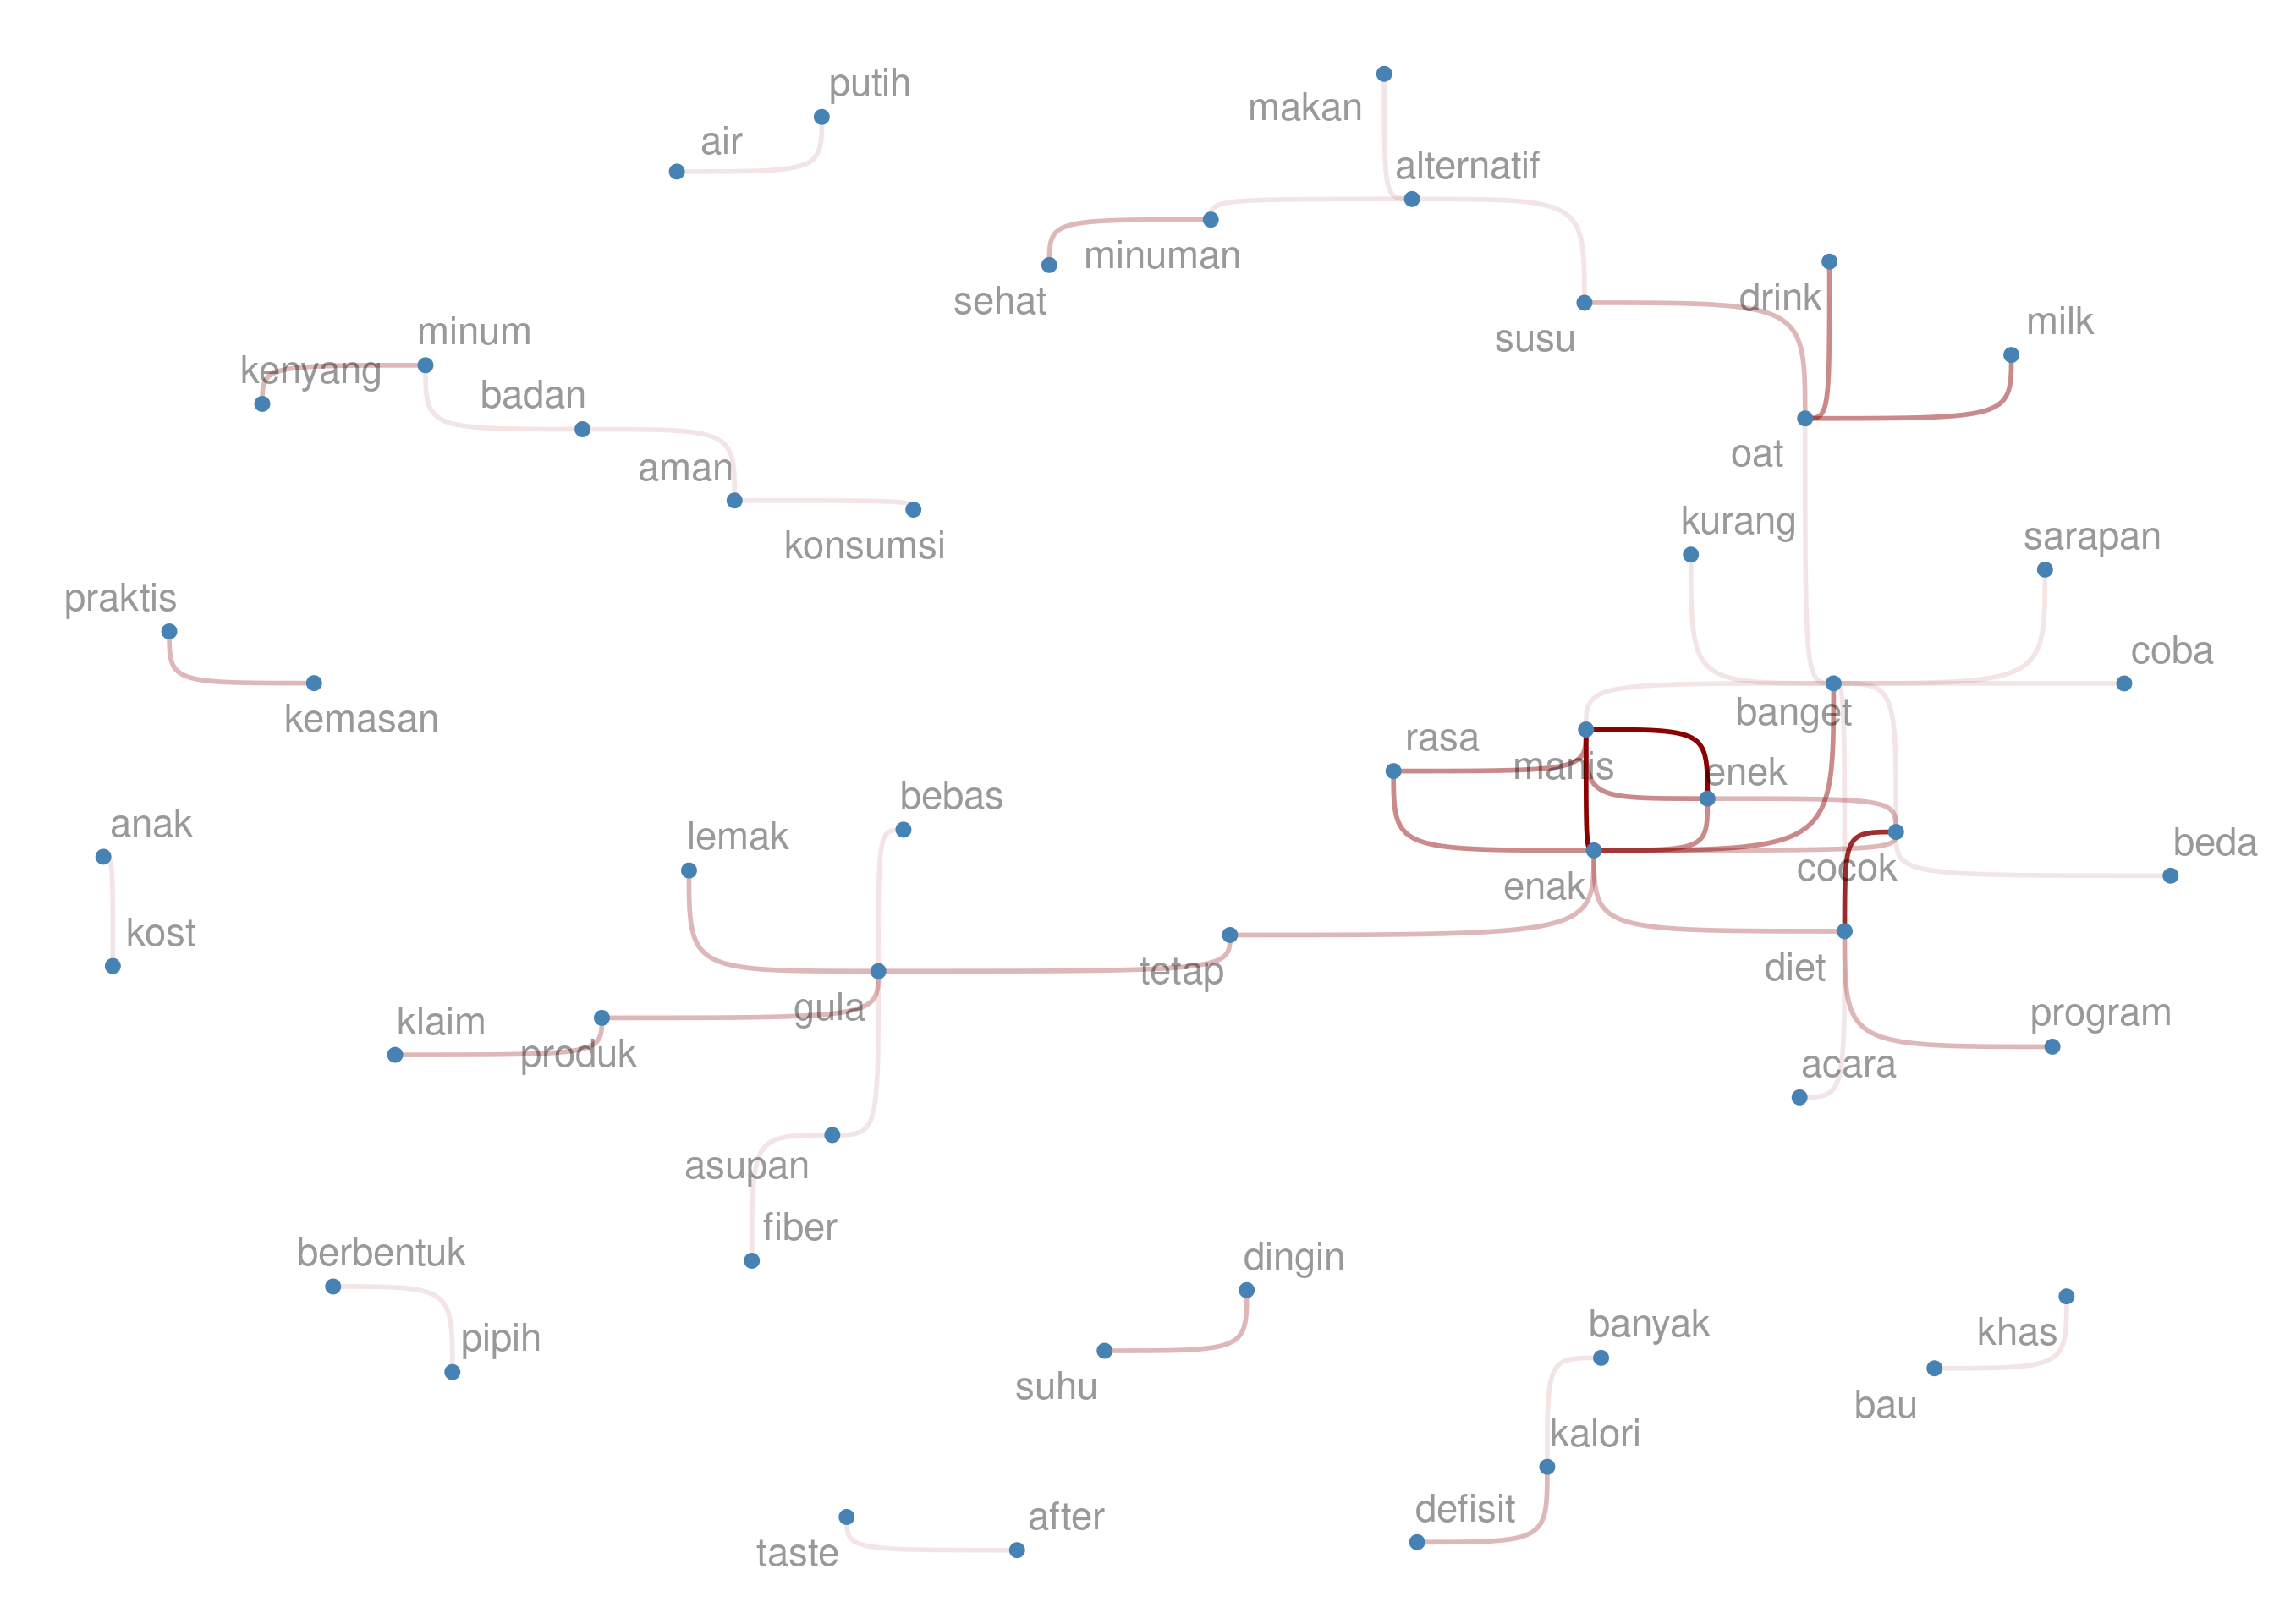 putih
air
makan
alternatif
minuman
sehat
drink
milk
susu
minum
kenyang
badan
oat
aman
kurang
sarapan
konsumsi
praktis
coba
kemasan
banget
rasa
manis
enek
bebas
anak
lemak
beda
cocok
enak
kost
tetap
diet
gula
klaim
program
produk
acara
asupan
fiber
berbentuk
dingin
banyak
khas
pipih
suhu
bau
kalori
defisit
after
taste